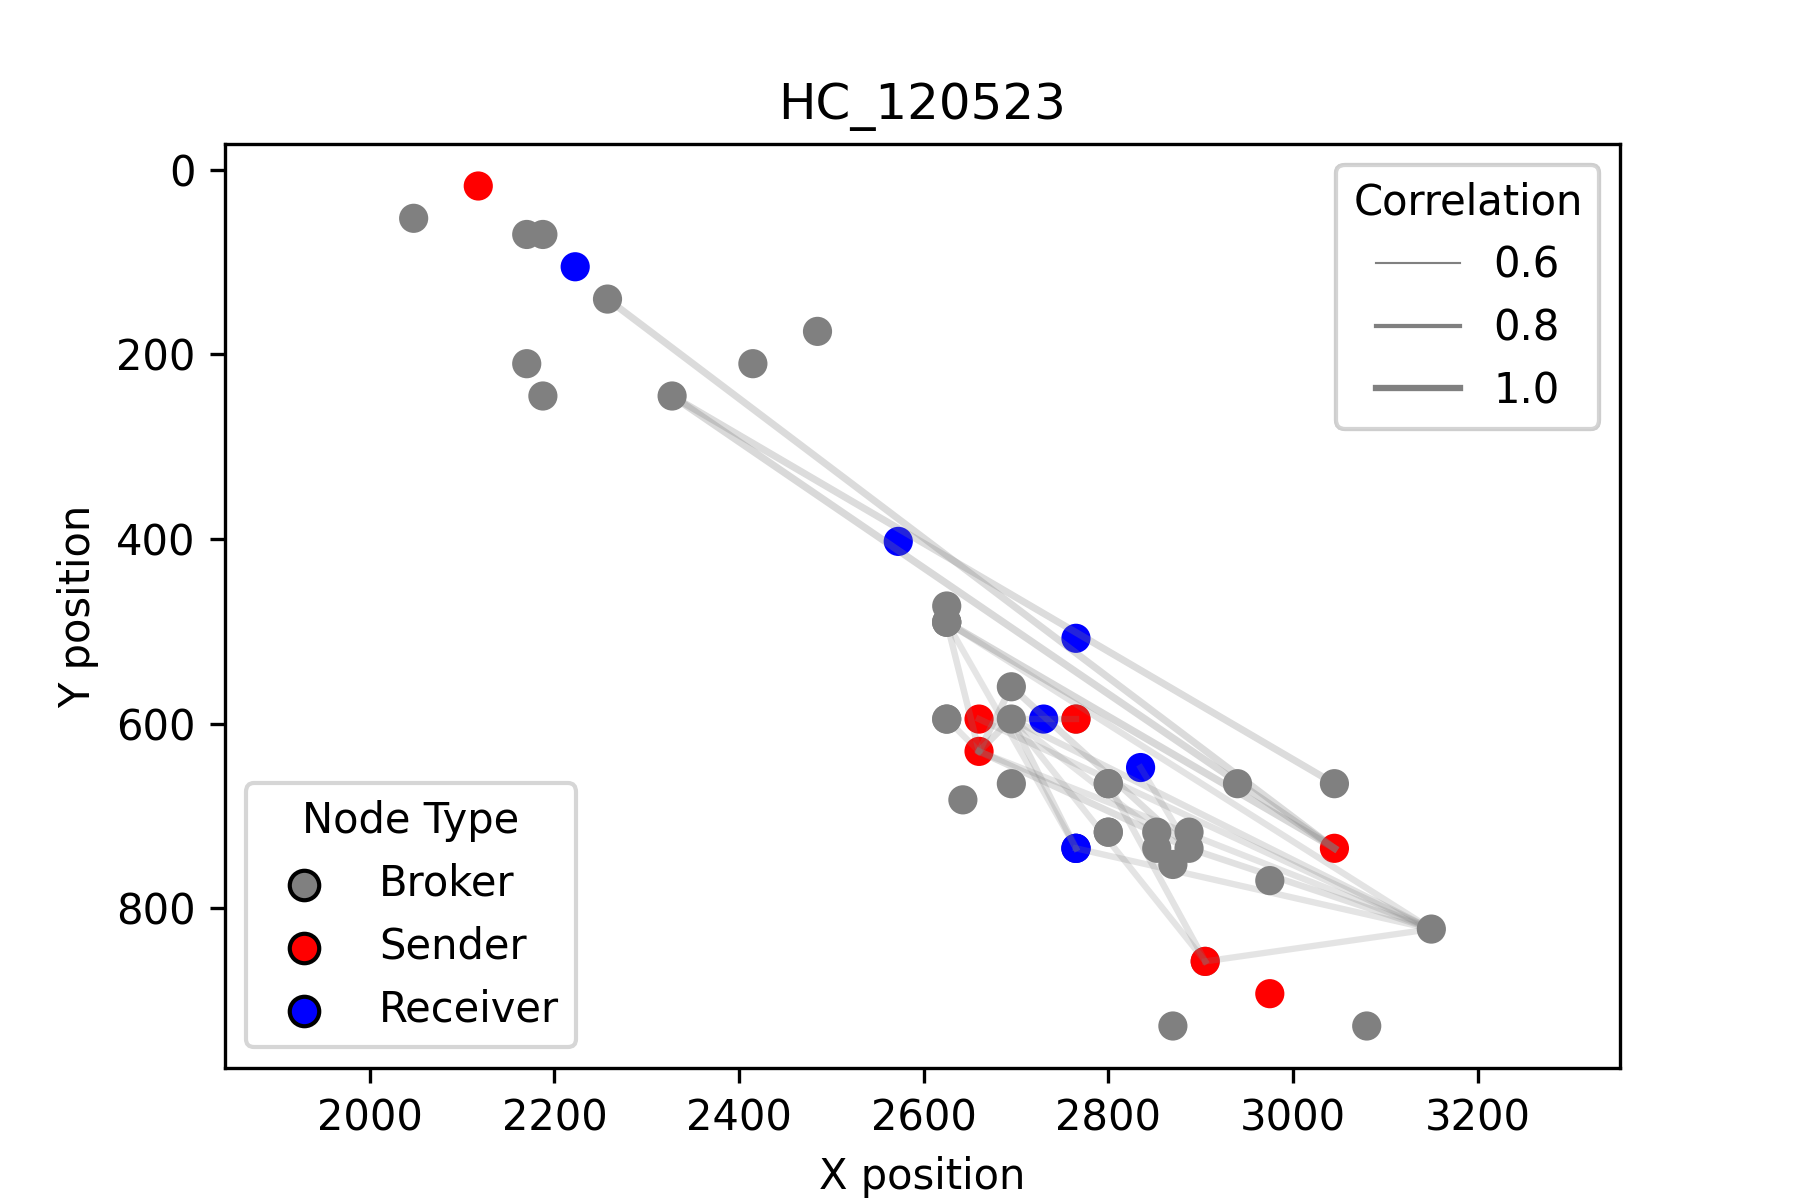 HC_120523
Correlation
0.6
0.8
1.0
0
200
400
600
800
Y position
Node Type
Broker
Sender
Receiver
2000 2200 2400 2600 2800 3000 3200
X position